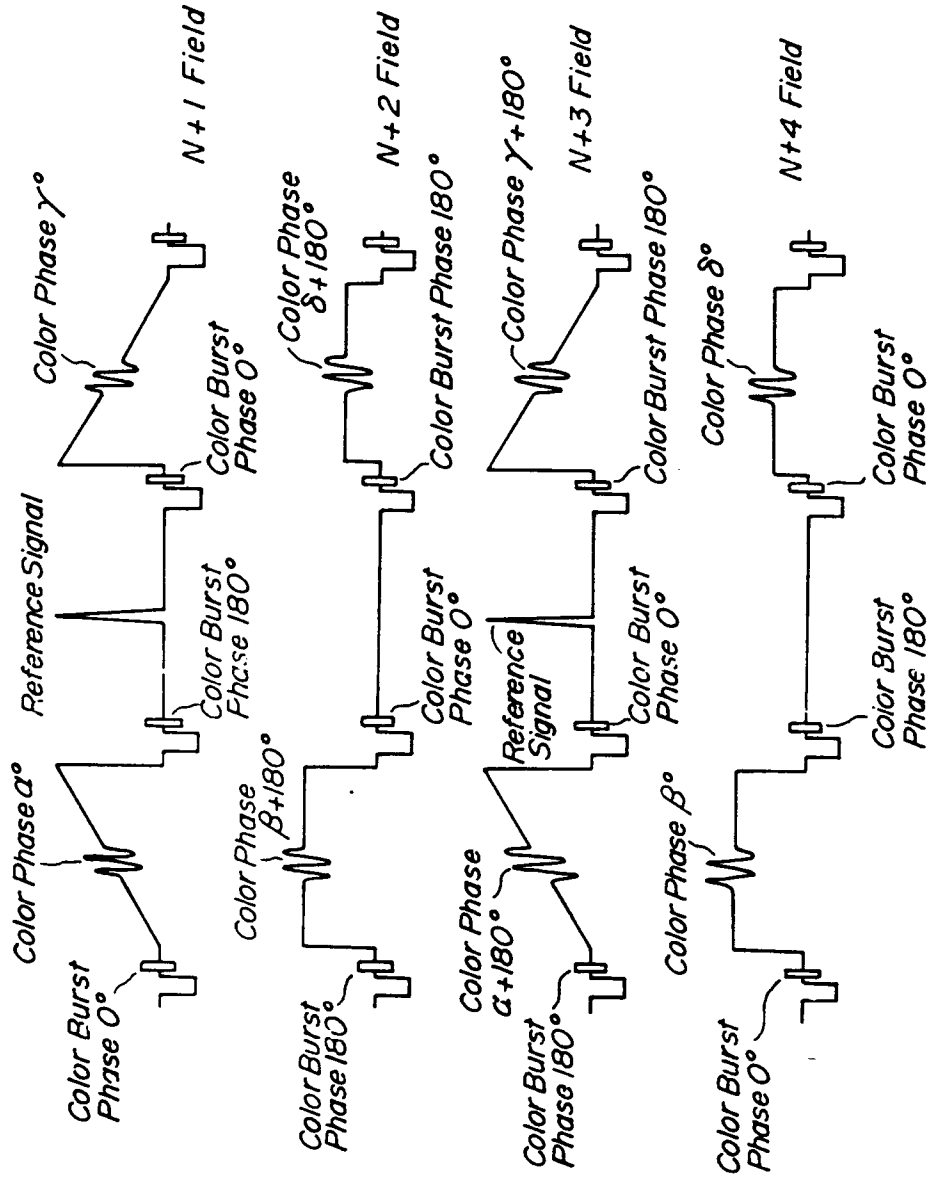 Color Burst
Phase 0°
Color Phase α°
Color Burst
Phase 180°
Reference Signal
Color Burst
Phase 0°
Color Phase γ°
N+1 Field
Color Burst
Phase 180°
Color Phase
β+180°
Color Burst
Phase 0°
Color Burst Phase 180°
Color Phase
δ+180°
N+2 Field
Color Burst
Phase 180°
Color Phase
α+180°
Reference
Signal
Color Burst
Phase 0°
Color Burst Phase 180°
Color Phase γ+180°
N+3 Field
Color Burst
Phase 0°
Color Phase β°
Color Burst
Phase 180°
Color Burst
Phase 0°
Color Phase δ°
N+4 Field